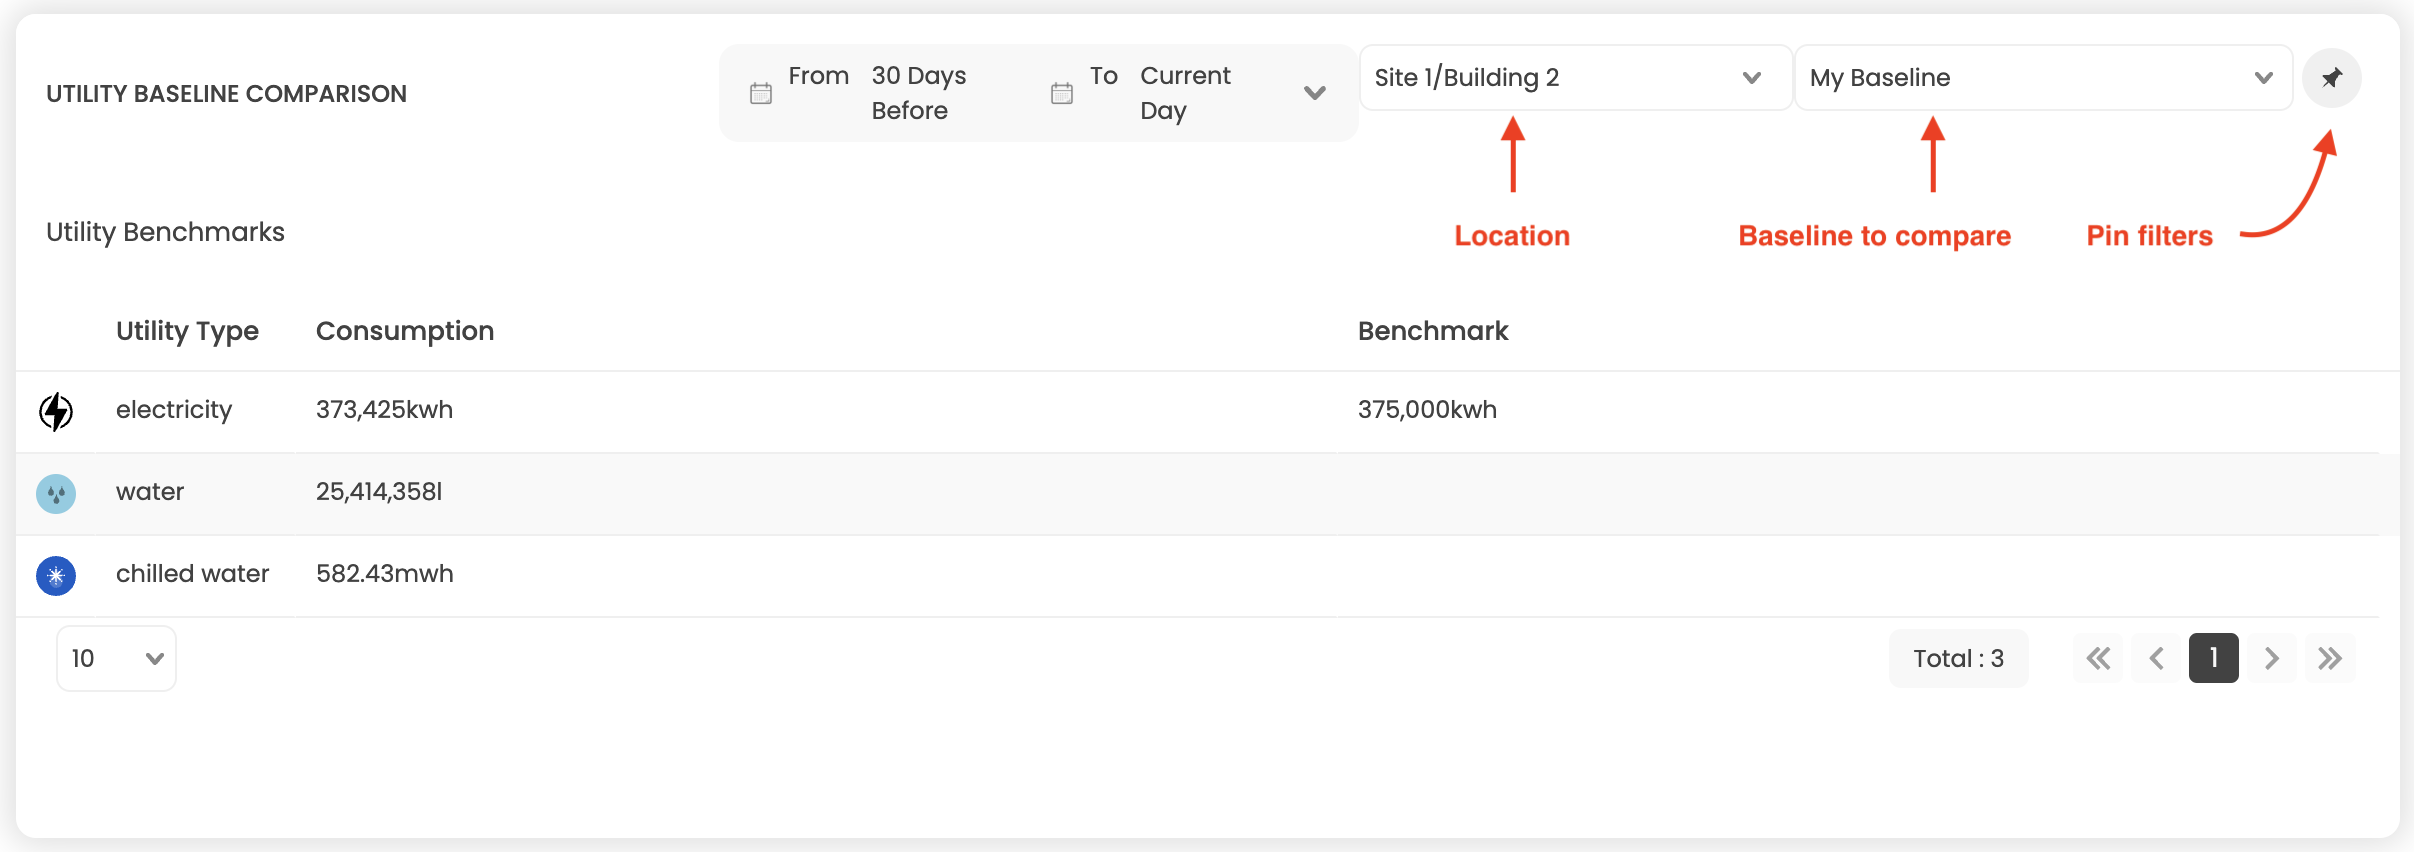 UTILITY BASELINE COMPARISON
From 30 Days Before
To Current Day
Site 1/Building 2
My Baseline
Location
Baseline to compare
Pin filters
Utility Benchmarks
Utility Type Consumption Benchmark
electricity 373,425kwh 375,000kwh
water 25,414,358l
chilled water 582.43mwh
10
Total : 3
1